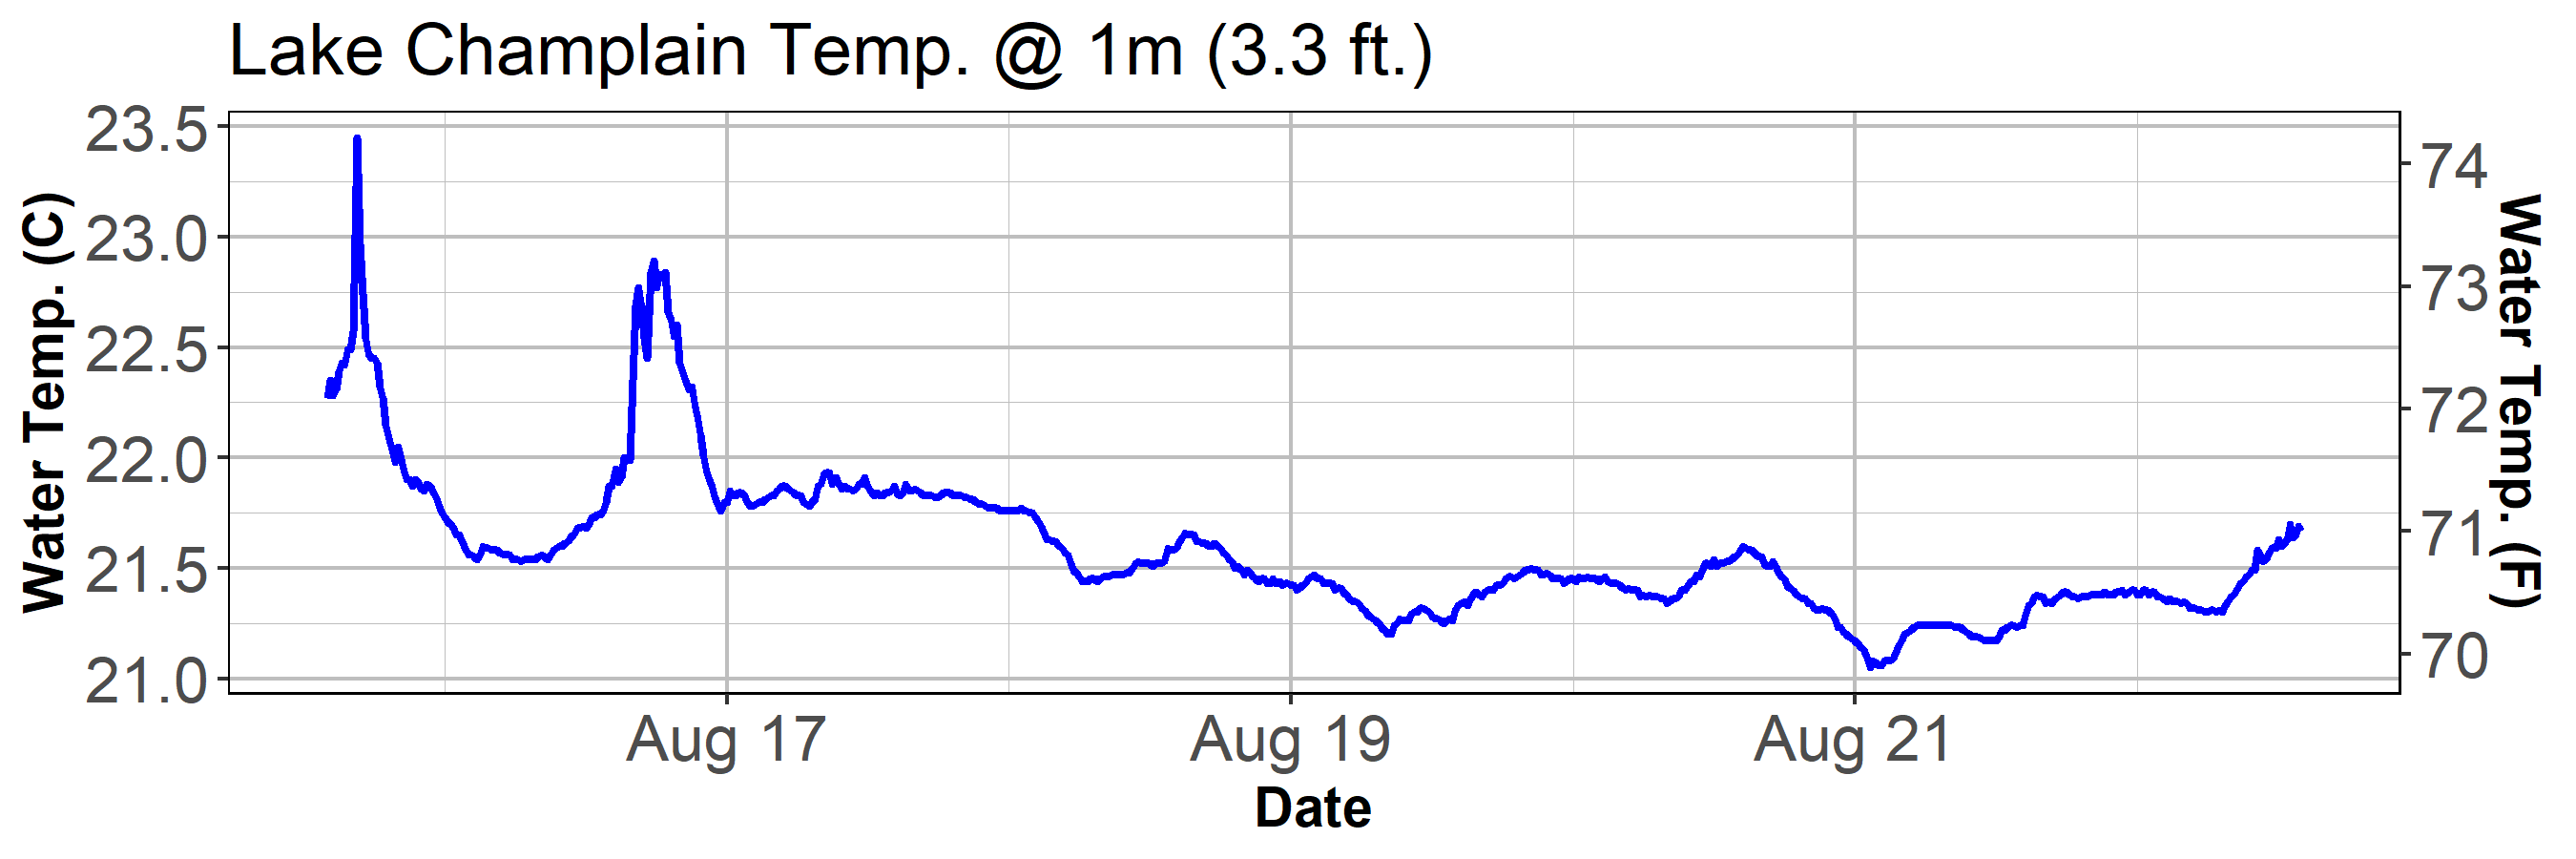 Lake Champlain Temp. @ 1m (3.3 ft.)
Water Temp. (C)
23.5
23.0
22.5
22.0
21.5
21.0
74
73
72
71
70
Water Temp. (F)
Aug 17
Aug 19
Aug 21
Date